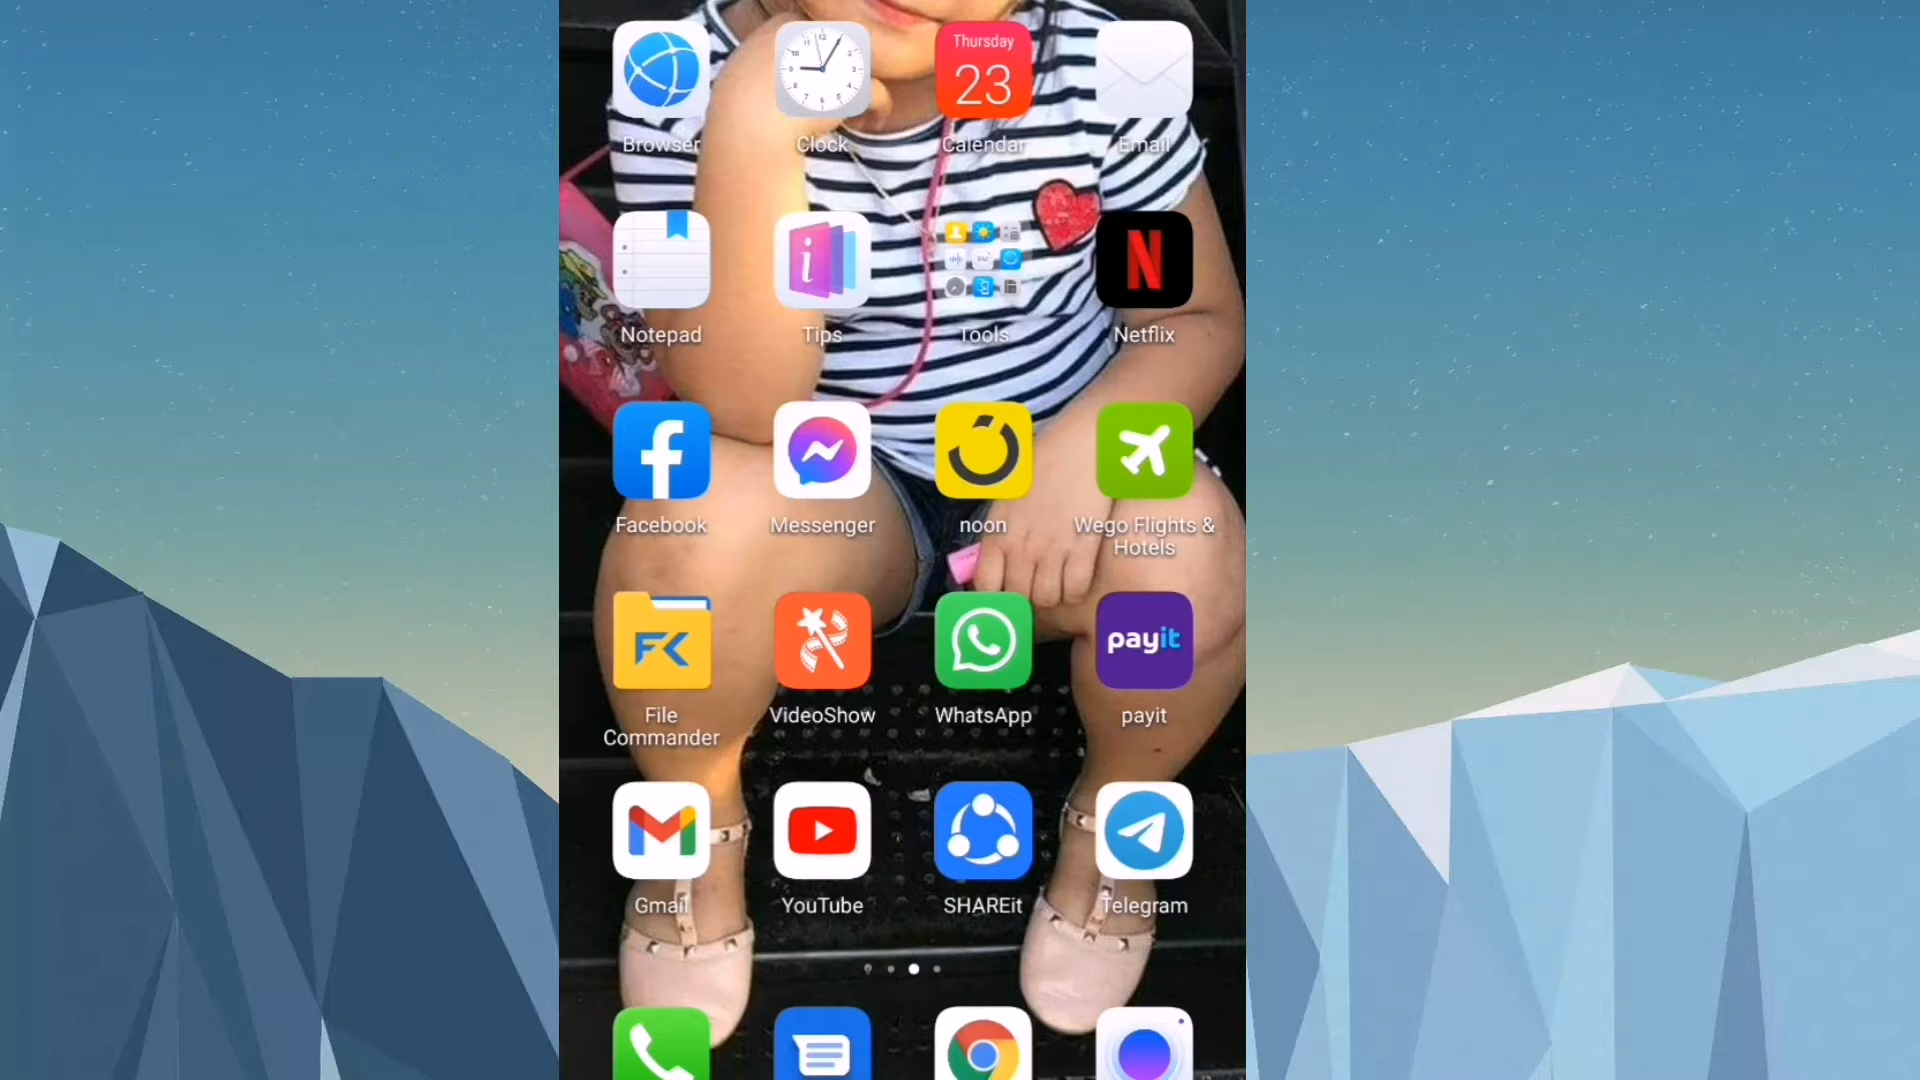 Thursday
23
Browser
Clock
Calendar
Email
Notepad
Tips
Tools
Netflix
Facebook
Messenger
noon
Wego Flights &
Hotels
payit
File
Commander
VideoShow
WhatsApp
payit
Gmail
YouTube
SHAREit
Telegram